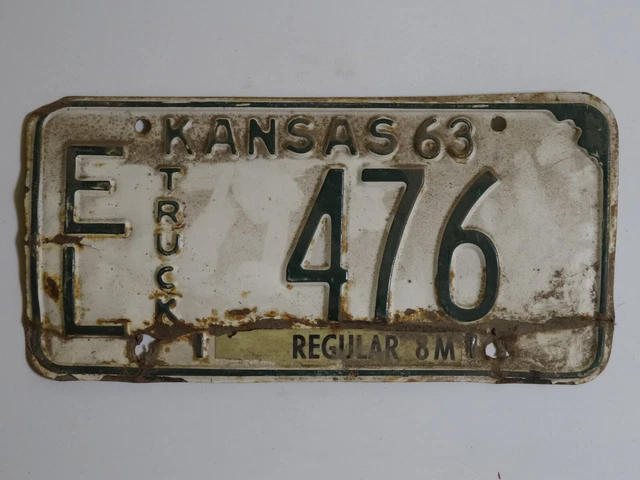 KANSAS 63
EL
TRUCK
476
REGULAR 8M